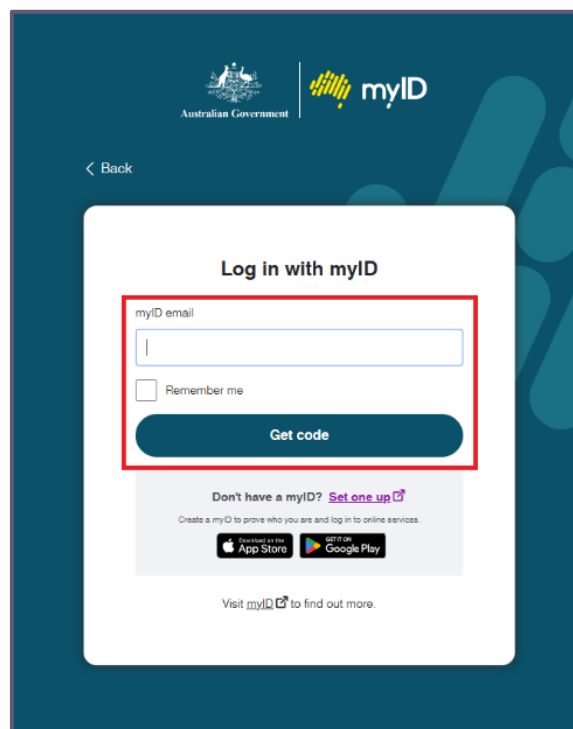 Australian Government
myID
Back
Log in with myID
myID email
Remember me
Get code
Don't have a myID? Set one up
Create a myID to prove who you are and log in to online services.
Download on the App Store
GET IT ON Google Play
Visit myID to find out more.